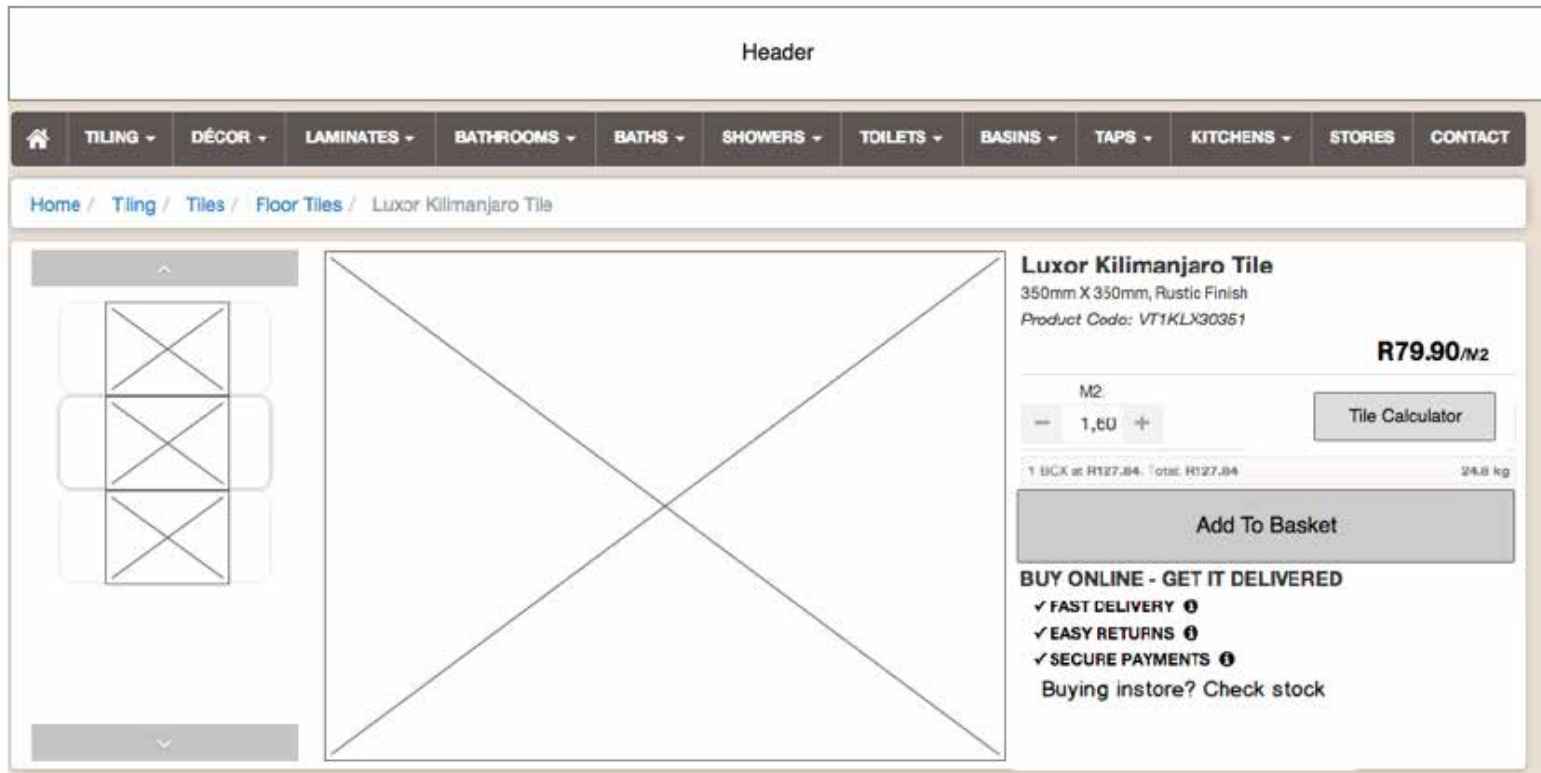 Header
TILING DÉCOR LAMINATES BATHROOMS BATHS SHOWERS TOILETS BASINS TAPS KITCHENS STORES CONTACT
Home / Tiling / Tiles / Floor Tiles / Luxor Kilimanjaro Tile
Luxor Kilimanjaro Tile
350mm X 350mm, Rustic Finish
Product Code: VT1KLX30351
R79.90/M2
M2
− 1,60 +
Tile Calculator
1 BOX at R127.84. Total: R127.84 24.8 kg
Add To Basket
BUY ONLINE - GET IT DELIVERED
✓ FAST DELIVERY
✓ EASY RETURNS
✓ SECURE PAYMENTS
Buying instore? Check stock